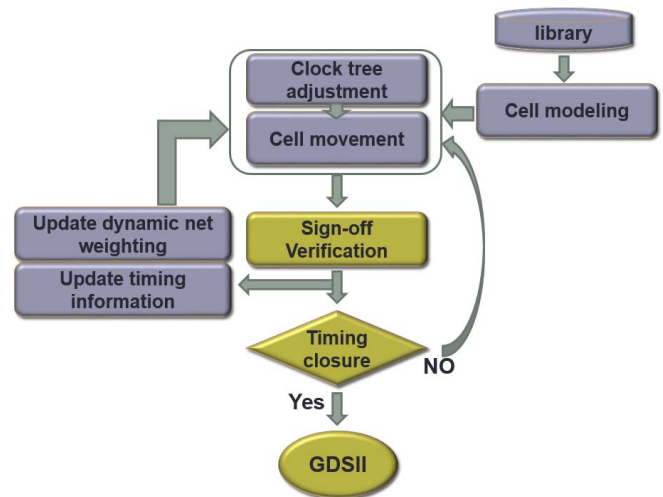 library
Clock tree
adjustment
Cell modeling
Cell movement
Update dynamic net
weighting
Sign-off
Verification
Update timing
information
Timing
closure
NO
Yes
GDSII